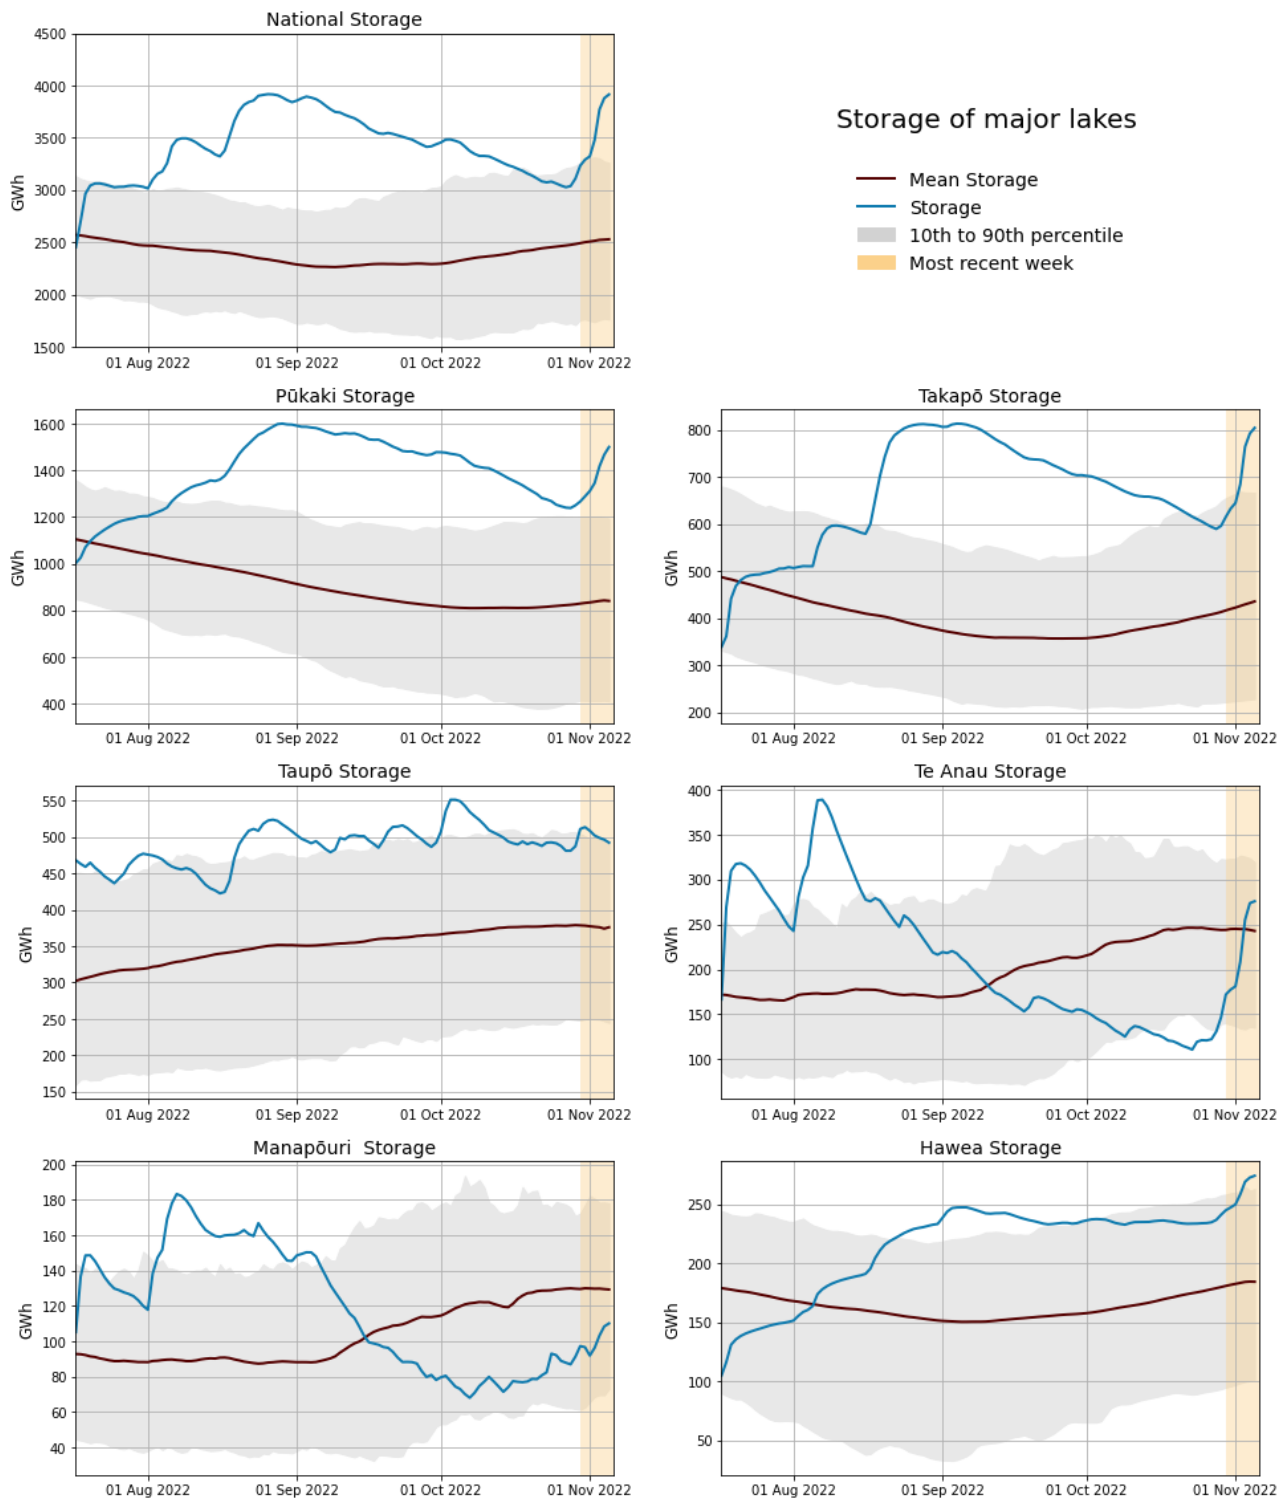 National Storage
4500
4000
3500
3000
2500
2000
1500
GWh
01 Aug 2022 01 Sep 2022 01 Oct 2022 01 Nov 2022
Storage of major lakes
Mean Storage
Storage
10th to 90th percentile
Most recent week
Pūkaki Storage
1600
1400
1200
1000
800
600
400
GWh
01 Aug 2022 01 Sep 2022 01 Oct 2022 01 Nov 2022
Takapō Storage
800
700
600
500
400
300
200
GWh
01 Aug 2022 01 Sep 2022 01 Oct 2022 01 Nov 2022
Taupō Storage
550
500
450
400
350
300
250
200
150
GWh
01 Aug 2022 01 Sep 2022 01 Oct 2022 01 Nov 2022
Te Anau Storage
400
350
300
250
200
150
100
GWh
01 Aug 2022 01 Sep 2022 01 Oct 2022 01 Nov 2022
Manapōuri  Storage
200
180
160
140
120
100
80
60
40
GWh
01 Aug 2022 01 Sep 2022 01 Oct 2022 01 Nov 2022
Hawea Storage
250
200
150
100
50
GWh
01 Aug 2022 01 Sep 2022 01 Oct 2022 01 Nov 2022